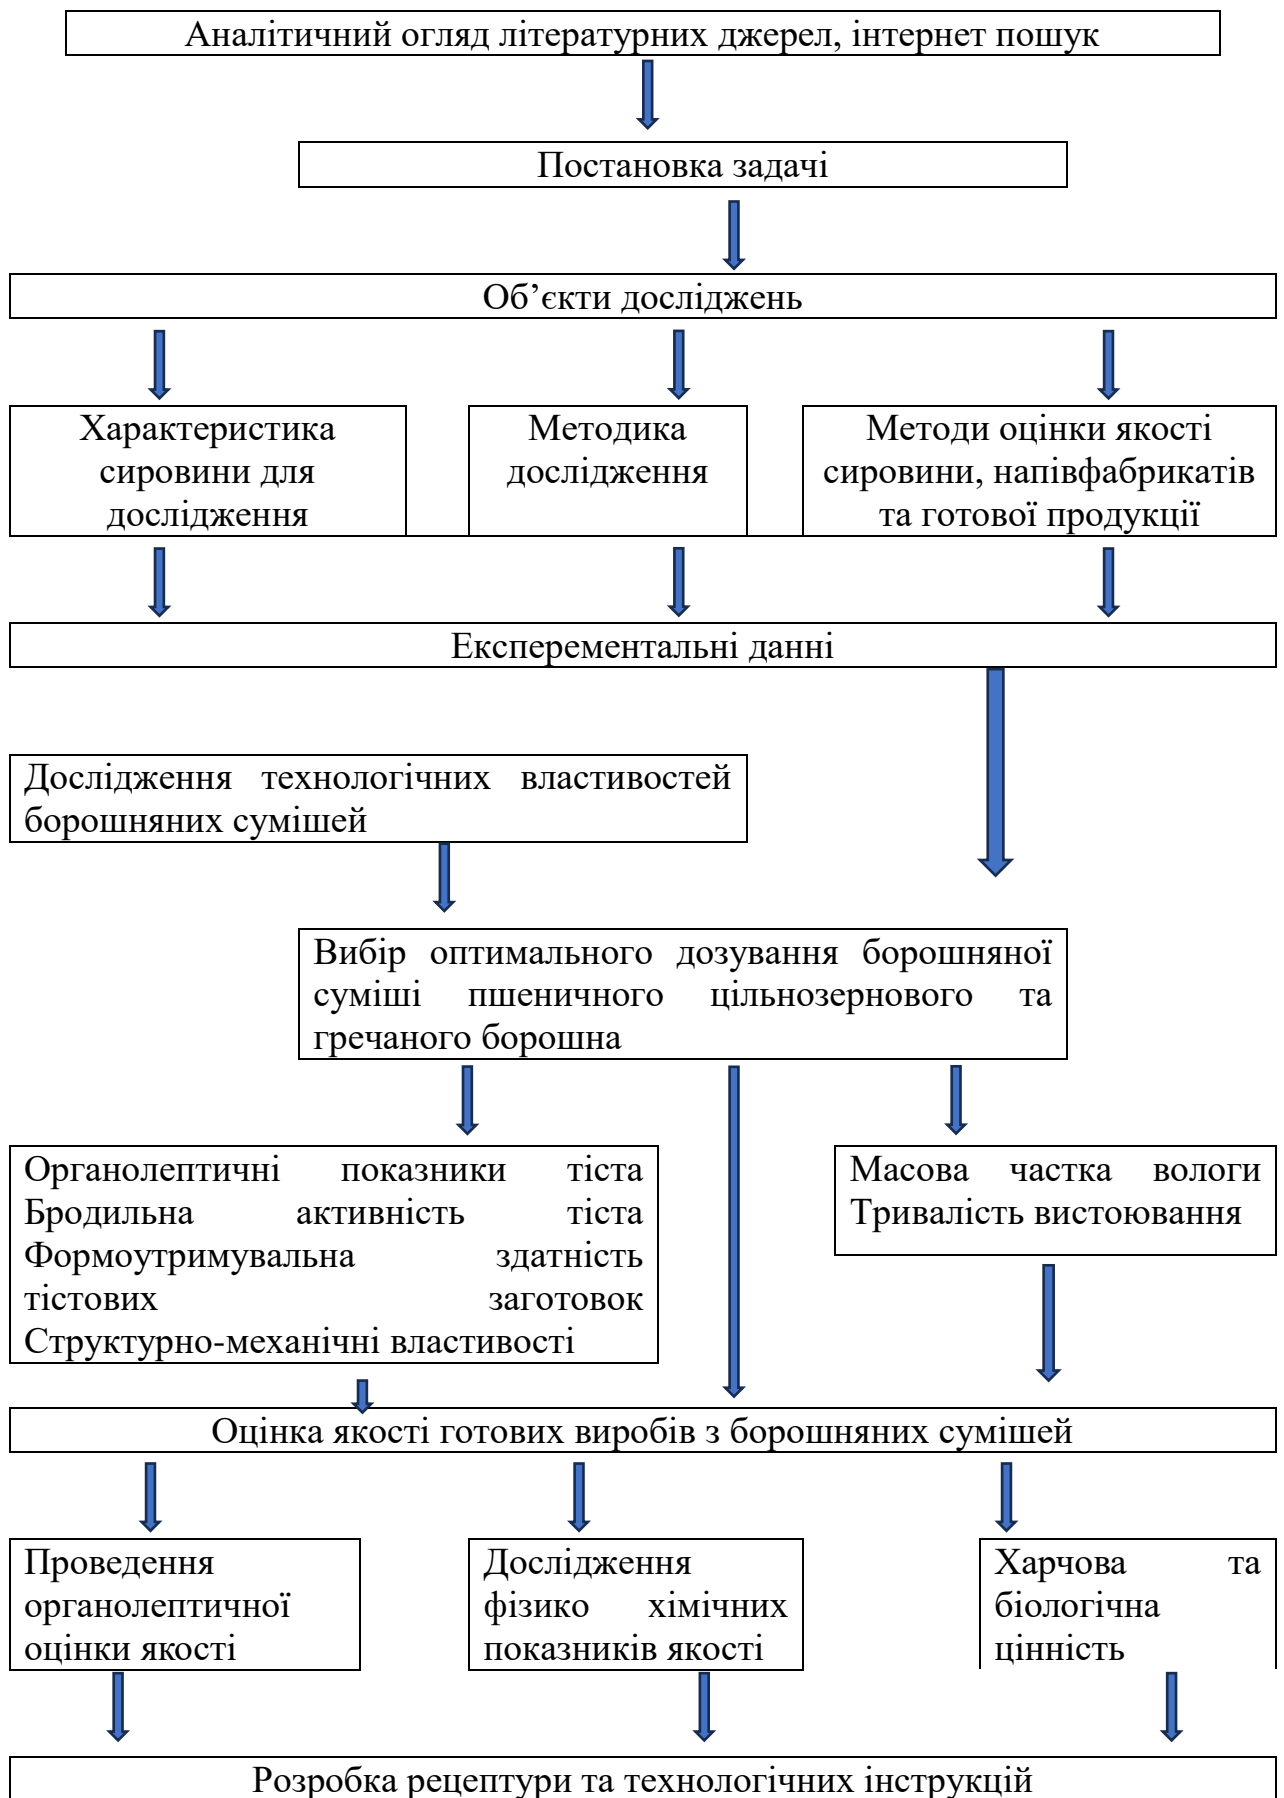 Аналітичний огляд літературних джерел, інтернет пошук
Постановка задачі
Об’єкти досліджень
Характеристика
сировини для
дослідження
Методика
дослідження
Методи оцінки якості
сировини, напівфабрикатів
та готової продукції
Експерементальні данні
Дослідження технологічних властивостей
борошняних сумішей
Вибір оптимального дозування борошняної
суміші пшеничного цільнозернового та
гречаного борошна
Органолептичні показники тіста
Бродильна активність тіста
Формоутримувальна здатність
тістових заготовок
Структурно-механічні властивості
Масова частка вологи
Тривалість вистоювання
Оцінка якості готових виробів з борошняних сумішей
Проведення
органолептичної
оцінки якості
Дослідження
фізико хімічних
показників якості
Харчова та
біологічна
цінність
Розробка рецептури та технологічних інструкцій